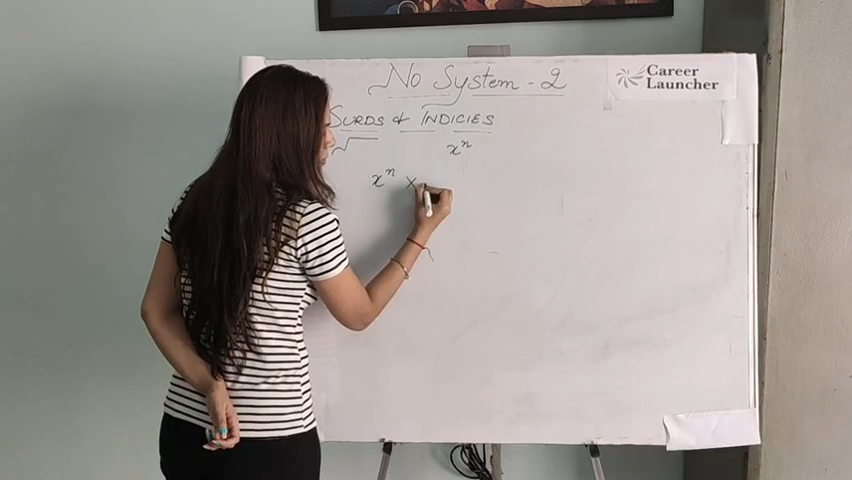 No System - 2
Career
Launcher
SURDS & INDICIES
√
xⁿ
xⁿ ×